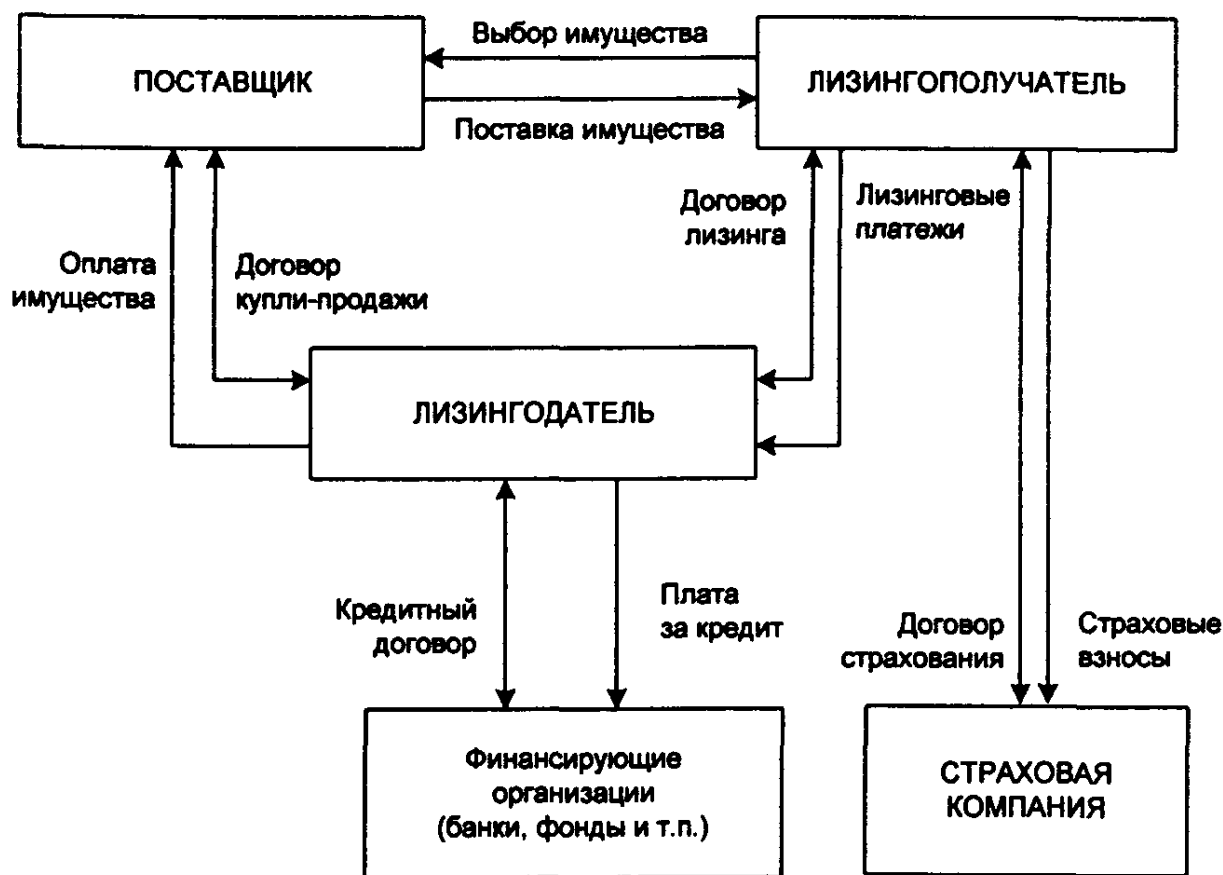 Выбор имущества
ПОСТАВЩИК
ЛИЗИНГОПОЛУЧАТЕЛЬ
Поставка имущества
Договор
лизинга
Лизинговые
платежи
Оплата
имущества
Договор
купли-продажи
ЛИЗИНГОДАТЕЛЬ
Кредитный
договор
Плата
за кредит
Договор
страхования
Страховые
взносы
Финансирующие
организации
(банки, фонды и т.п.)
СТРАХОВАЯ
КОМПАНИЯ